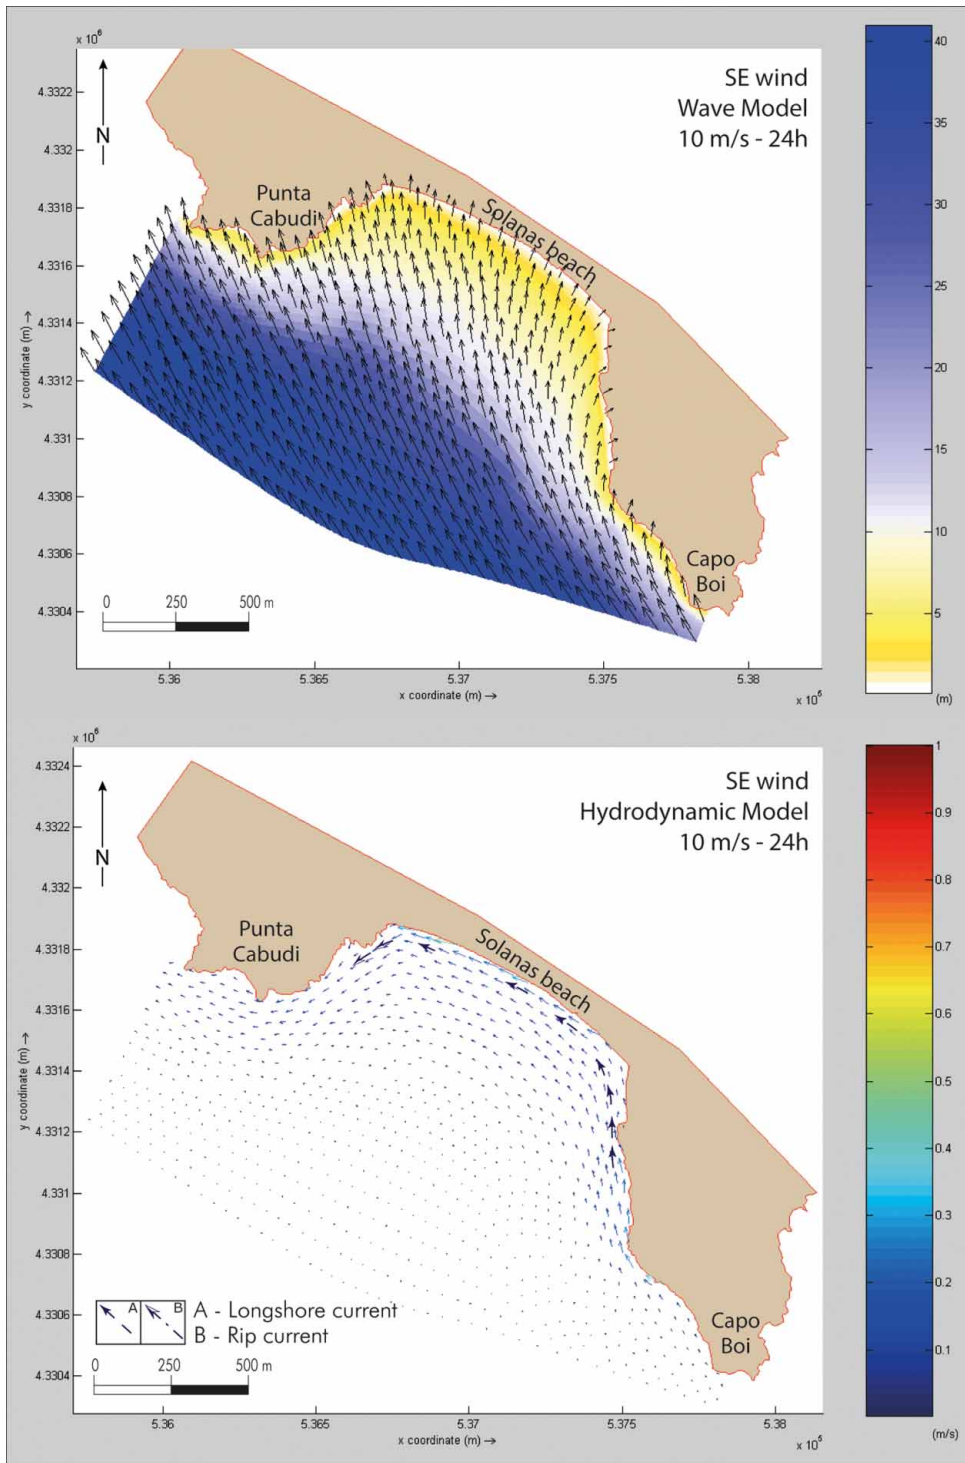 x 10⁶
4.3322
4.332
4.3318
4.3316
4.3314
4.3312
4.331
4.3308
4.3306
4.3304
y coordinate (m) →
N
SE wind
Wave Model
10 m/s - 24h
Punta
Cabudi
Solanas beach
Capo
Boi
0 250 500 m
5.36 5.365 5.37 5.375 5.38
x coordinate (m) →
x 10⁵
40
35
30
25
20
15
10
5
(m)
x 10⁶
4.3324
4.3322
4.332
4.3318
4.3316
4.3314
4.3312
4.331
4.3308
4.3306
4.3304
y coordinate (m) →
N
SE wind
Hydrodynamic Model
10 m/s - 24h
Punta
Cabudi
Solanas beach
Capo
Boi
A B
A - Longshore current
B - Rip current
0 250 500 m
5.36 5.365 5.37 5.375 5.38
x coordinate (m) →
x 10⁵
1
0.9
0.8
0.7
0.6
0.5
0.4
0.3
0.2
0.1
(m/s)